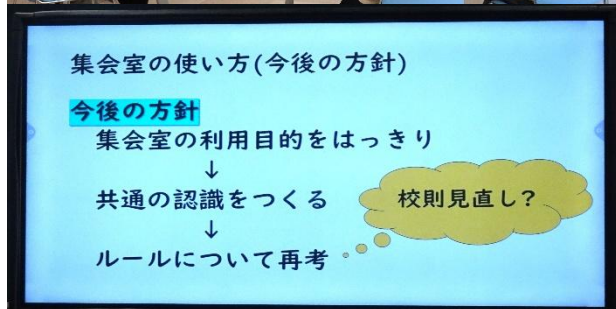 集会室の使い方(今後の方針)
今後の方針
集会室の利用目的をはっきり
↓
共通の認識をつくる
校則見直し?
↓
ルールについて再考